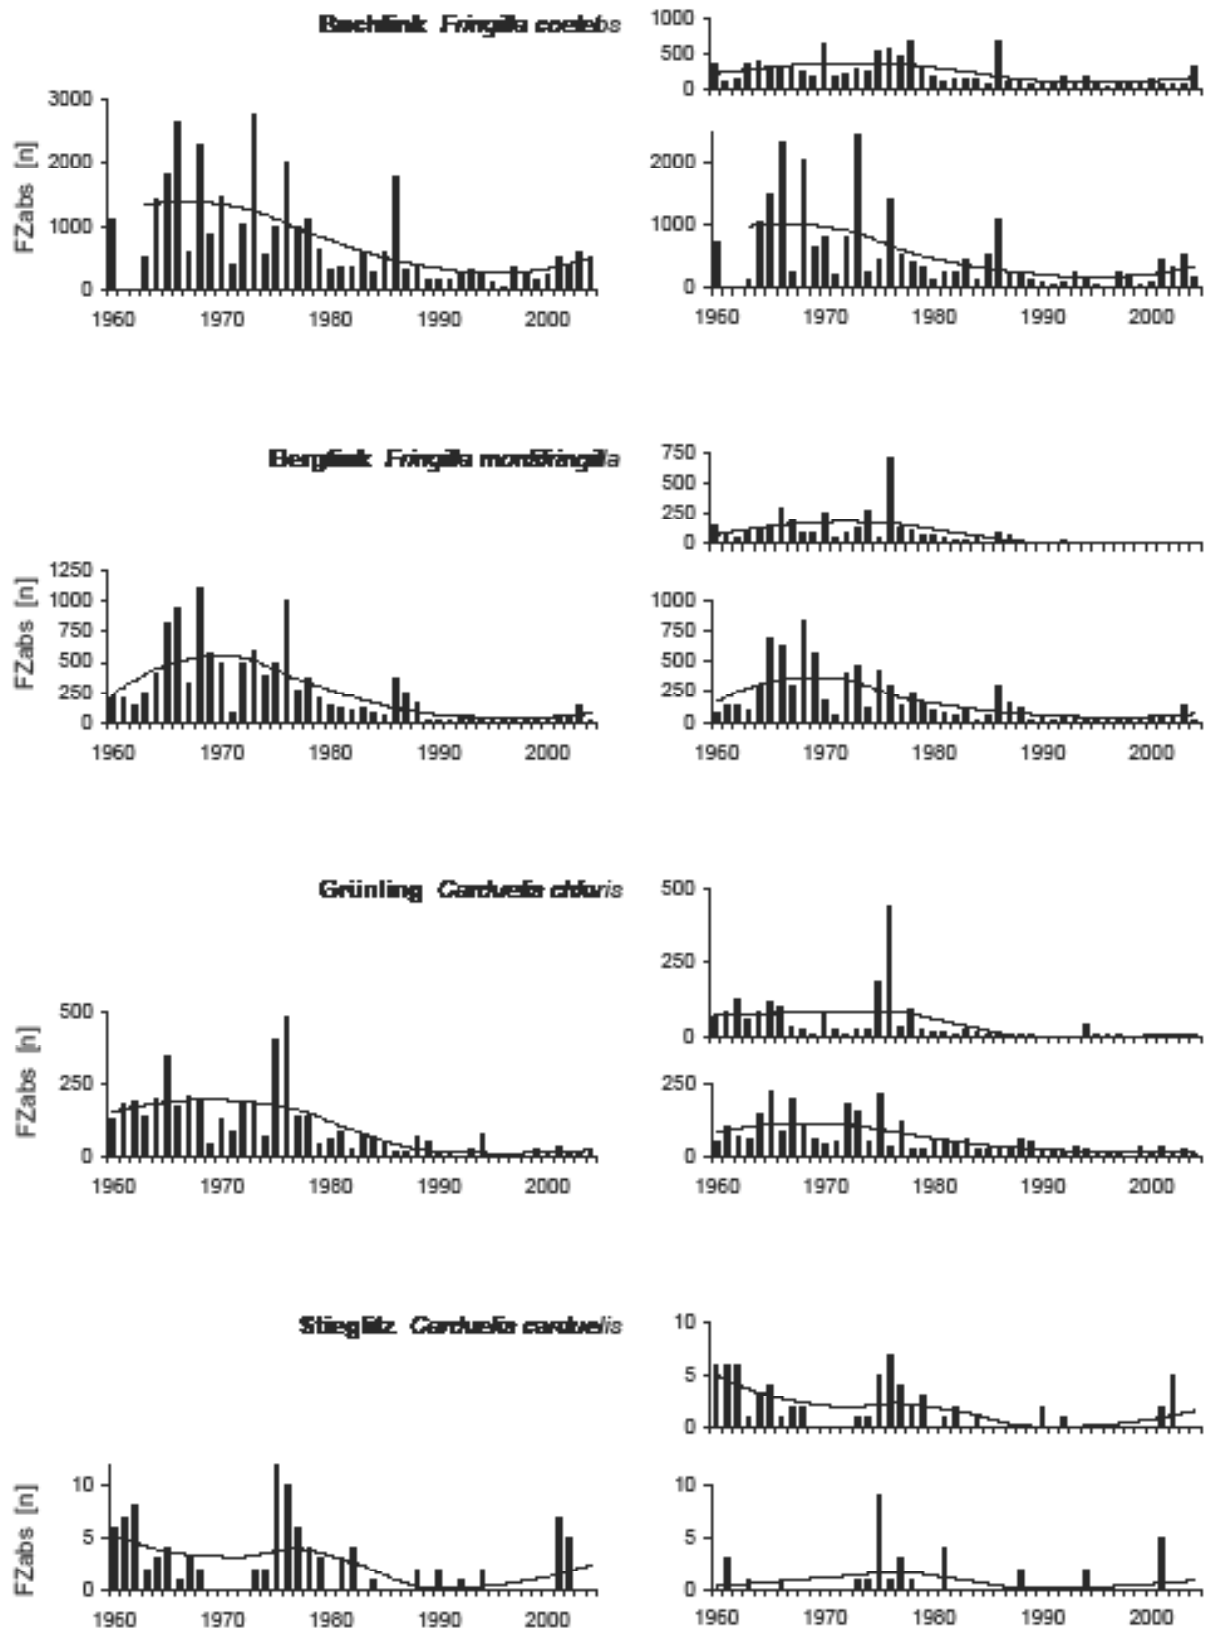 Buchfink Fringilla coelebs
1000
500
0
3000
2000
1000
0
FZabs [n]
1960 1970 1980 1990 2000
2000
1000
0
1960 1970 1980 1990 2000
Bergfink Fringilla montifringilla
750
500
250
0
1250
1000
750
500
250
0
FZabs [n]
1960 1970 1980 1990 2000
1000
750
500
250
0
1960 1970 1980 1990 2000
Grünling Carduelis chloris
500
250
0
500
250
0
FZabs [n]
1960 1970 1980 1990 2000
250
0
1960 1970 1980 1990 2000
Stieglitz Carduelis carduelis
10
5
0
10
5
0
FZabs [n]
1960 1970 1980 1990 2000
10
5
0
1960 1970 1980 1990 2000